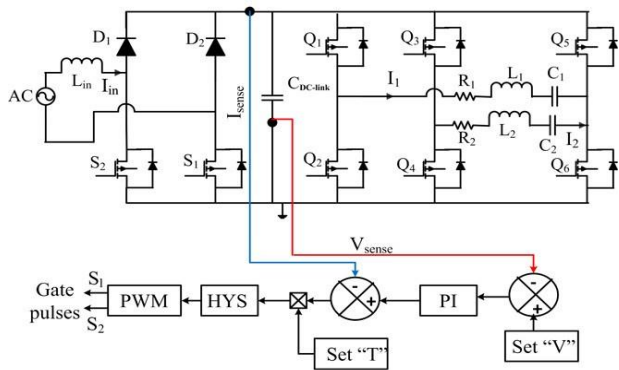 D1
D2
Q1
Q3
Q5
Lin
Iin
AC
Isense
CDC-link
I1
R1
L1
C1
R2
L2
C2
I2
S2
S1
Q2
Q4
Q6
Vsense
Gate
pulses
S1
S2
PWM
HYS
-
+
PI
-
+
Set “T”
Set “V”